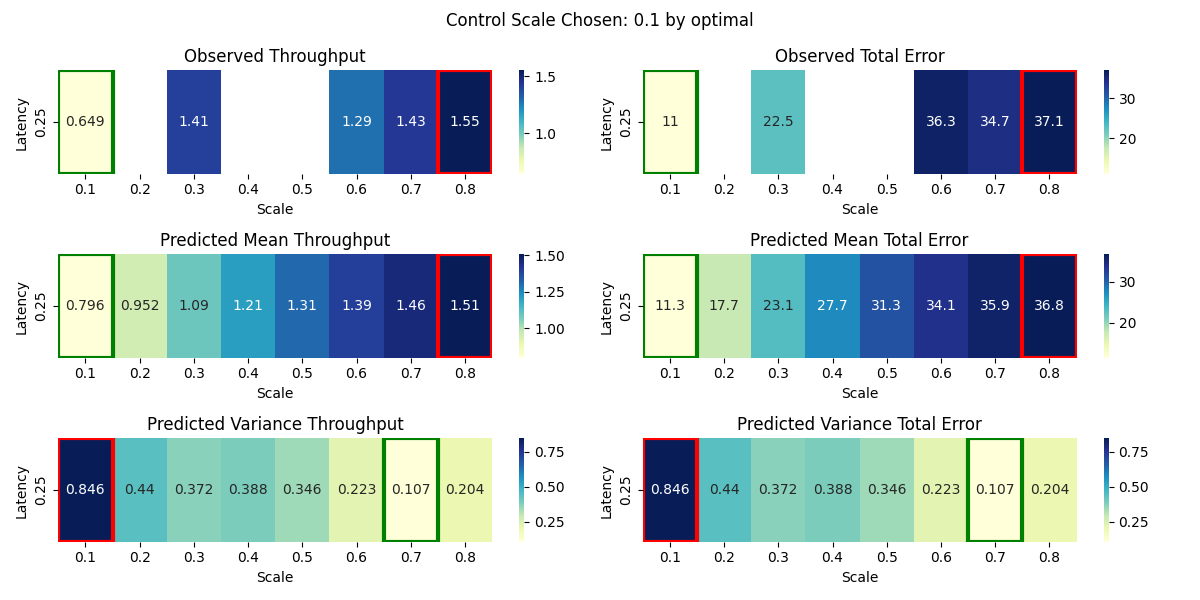 Control Scale Chosen: 0.1 by optimal
Observed Throughput
Latency
0.25
0.649 1.41 1.29 1.43 1.55
0.1 0.2 0.3 0.4 0.5 0.6 0.7 0.8
Scale
1.5
1.0
Observed Total Error
Latency
0.25
11 22.5 36.3 34.7 37.1
0.1 0.2 0.3 0.4 0.5 0.6 0.7 0.8
Scale
30
20
Predicted Mean Throughput
Latency
0.25
0.796 0.952 1.09 1.21 1.31 1.39 1.46 1.51
0.1 0.2 0.3 0.4 0.5 0.6 0.7 0.8
Scale
1.50
1.25
1.00
Predicted Mean Total Error
Latency
0.25
11.3 17.7 23.1 27.7 31.3 34.1 35.9 36.8
0.1 0.2 0.3 0.4 0.5 0.6 0.7 0.8
Scale
30
20
Predicted Variance Throughput
Latency
0.25
0.846 0.44 0.372 0.388 0.346 0.223 0.107 0.204
0.1 0.2 0.3 0.4 0.5 0.6 0.7 0.8
Scale
0.75
0.50
0.25
Predicted Variance Total Error
Latency
0.25
0.846 0.44 0.372 0.388 0.346 0.223 0.107 0.204
0.1 0.2 0.3 0.4 0.5 0.6 0.7 0.8
Scale
0.75
0.50
0.25